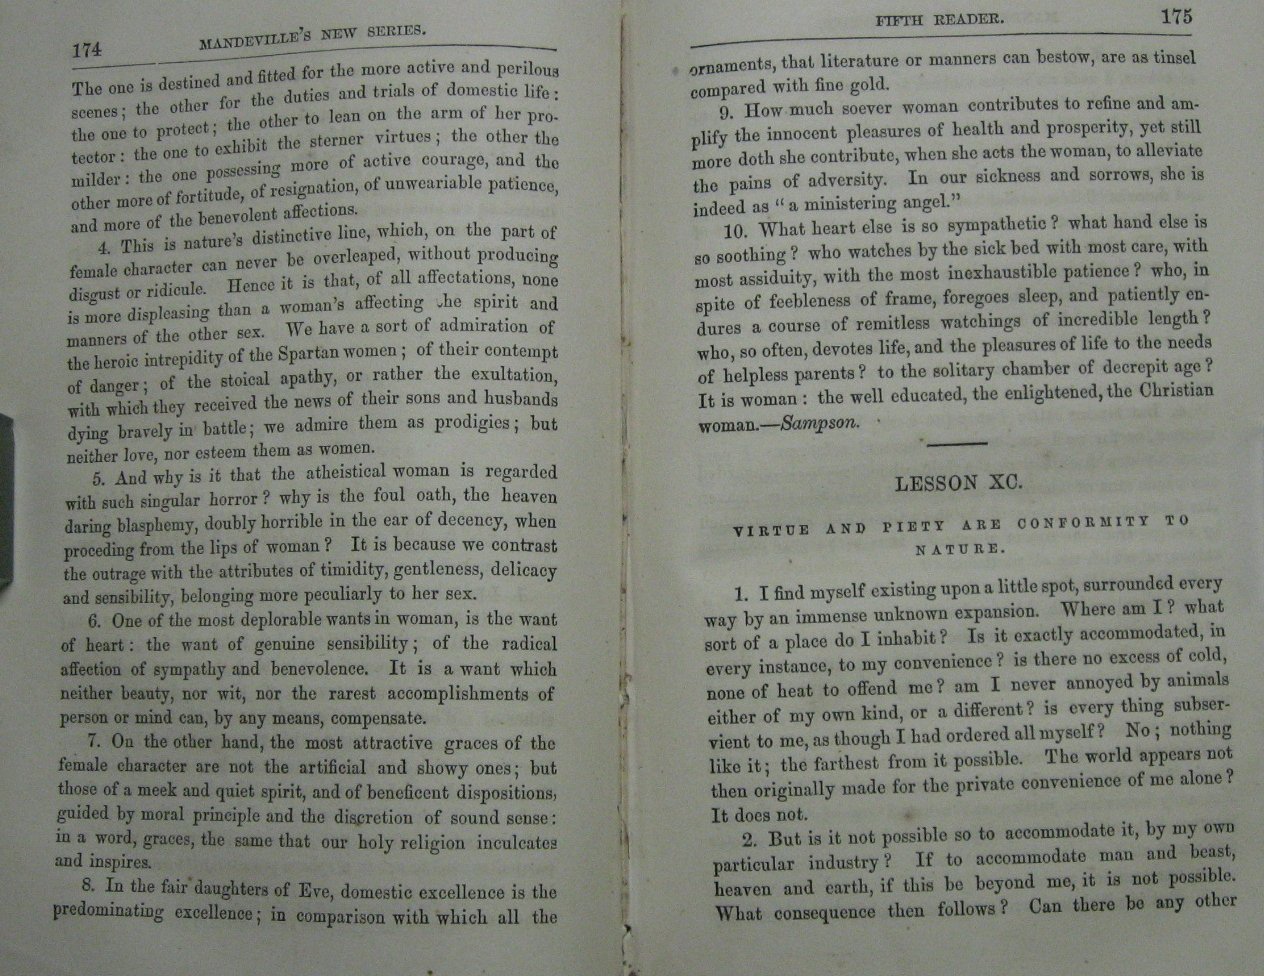 174
MANDEVILLE'S NEW SERIES.
The one is destined and fitted for the more active and perilous
scenes; the other for the duties and trials of domestic life:
the one to protect; the other to lean on the arm of her pro-
tector: the one to exhibit the sterner virtues; the other the
milder: the one possessing more of active courage, and the
other more of fortitude, of resignation, of unweariable patience,
and more of the benevolent affections.
4. This is nature's distinctive line, which, on the part of
female character can never be overleaped, without producing
disgust or ridicule. Hence it is that, of all affectations, none
is more displeasing than a woman's affecting the spirit and
manners of the other sex. We have a sort of admiration of
the heroic intrepidity of the Spartan women; of their contempt
of danger; of the stoical apathy, or rather the exultation,
with which they received the news of their sons and husbands
dying bravely in battle; we admire them as prodigies; but
neither love, nor esteem them as women.
5. And why is it that the atheistical woman is regarded
with such singular horror? why is the foul oath, the heaven
daring blasphemy, doubly horrible in the ear of decency, when
proceding from the lips of woman? It is because we contrast
the outrage with the attributes of timidity, gentleness, delicacy
and sensibility, belonging more peculiarly to her sex.
6. One of the most deplorable wants in woman, is the want
of heart: the want of genuine sensibility; of the radical
affection of sympathy and benevolence. It is a want which
neither beauty, nor wit, nor the rarest accomplishments of
person or mind can, by any means, compensate.
7. On the other hand, the most attractive graces of the
female character are not the artificial and showy ones; but
those of a meek and quiet spirit, and of beneficent dispositions,
guided by moral principle and the discretion of sound sense:
in a word, graces, the same that our holy religion inculcates
and inspires.
8. In the fair daughters of Eve, domestic excellence is the
predominating excellence; in comparison with which all the
FIFTH READER.
175
ornaments, that literature or manners can bestow, are as tinsel
compared with fine gold.
9. How much soever woman contributes to refine and am-
plify the innocent pleasures of health and prosperity, yet still
more doth she contribute, when she acts the woman, to alleviate
the pains of adversity. In our sickness and sorrows, she is
indeed as "a ministering angel."
10. What heart else is so sympathetic? what hand else is
so soothing? who watches by the sick bed with most care, with
most assiduity, with the most inexhaustible patience? who, in
spite of feebleness of frame, foregoes sleep, and patiently en-
dures a course of remitless watchings of incredible length?
who, so often, devotes life, and the pleasures of life to the needs
of helpless parents? to the solitary chamber of decrepit age?
It is woman: the well educated, the enlightened, the Christian
woman.—Sampson.
LESSON XC.
VIRTUE AND PIETY ARE CONFORMITY TO
NATURE.
1. I find myself existing upon a little spot, surrounded every
way by an immense unknown expansion. Where am I? what
sort of a place do I inhabit? Is it exactly accommodated, in
every instance, to my convenience? is there no excess of cold,
none of heat to offend me? am I never annoyed by animals
either of my own kind, or a different? is every thing subser-
vient to me, as though I had ordered all myself? No; nothing
like it; the farthest from it possible. The world appears not
then originally made for the private convenience of me alone?
It does not.
2. But is it not possible so to accommodate it, by my own
particular industry? If to accommodate man and beast,
heaven and earth, if this be beyond me, it is not possible.
What consequence then follows? Can there be any other